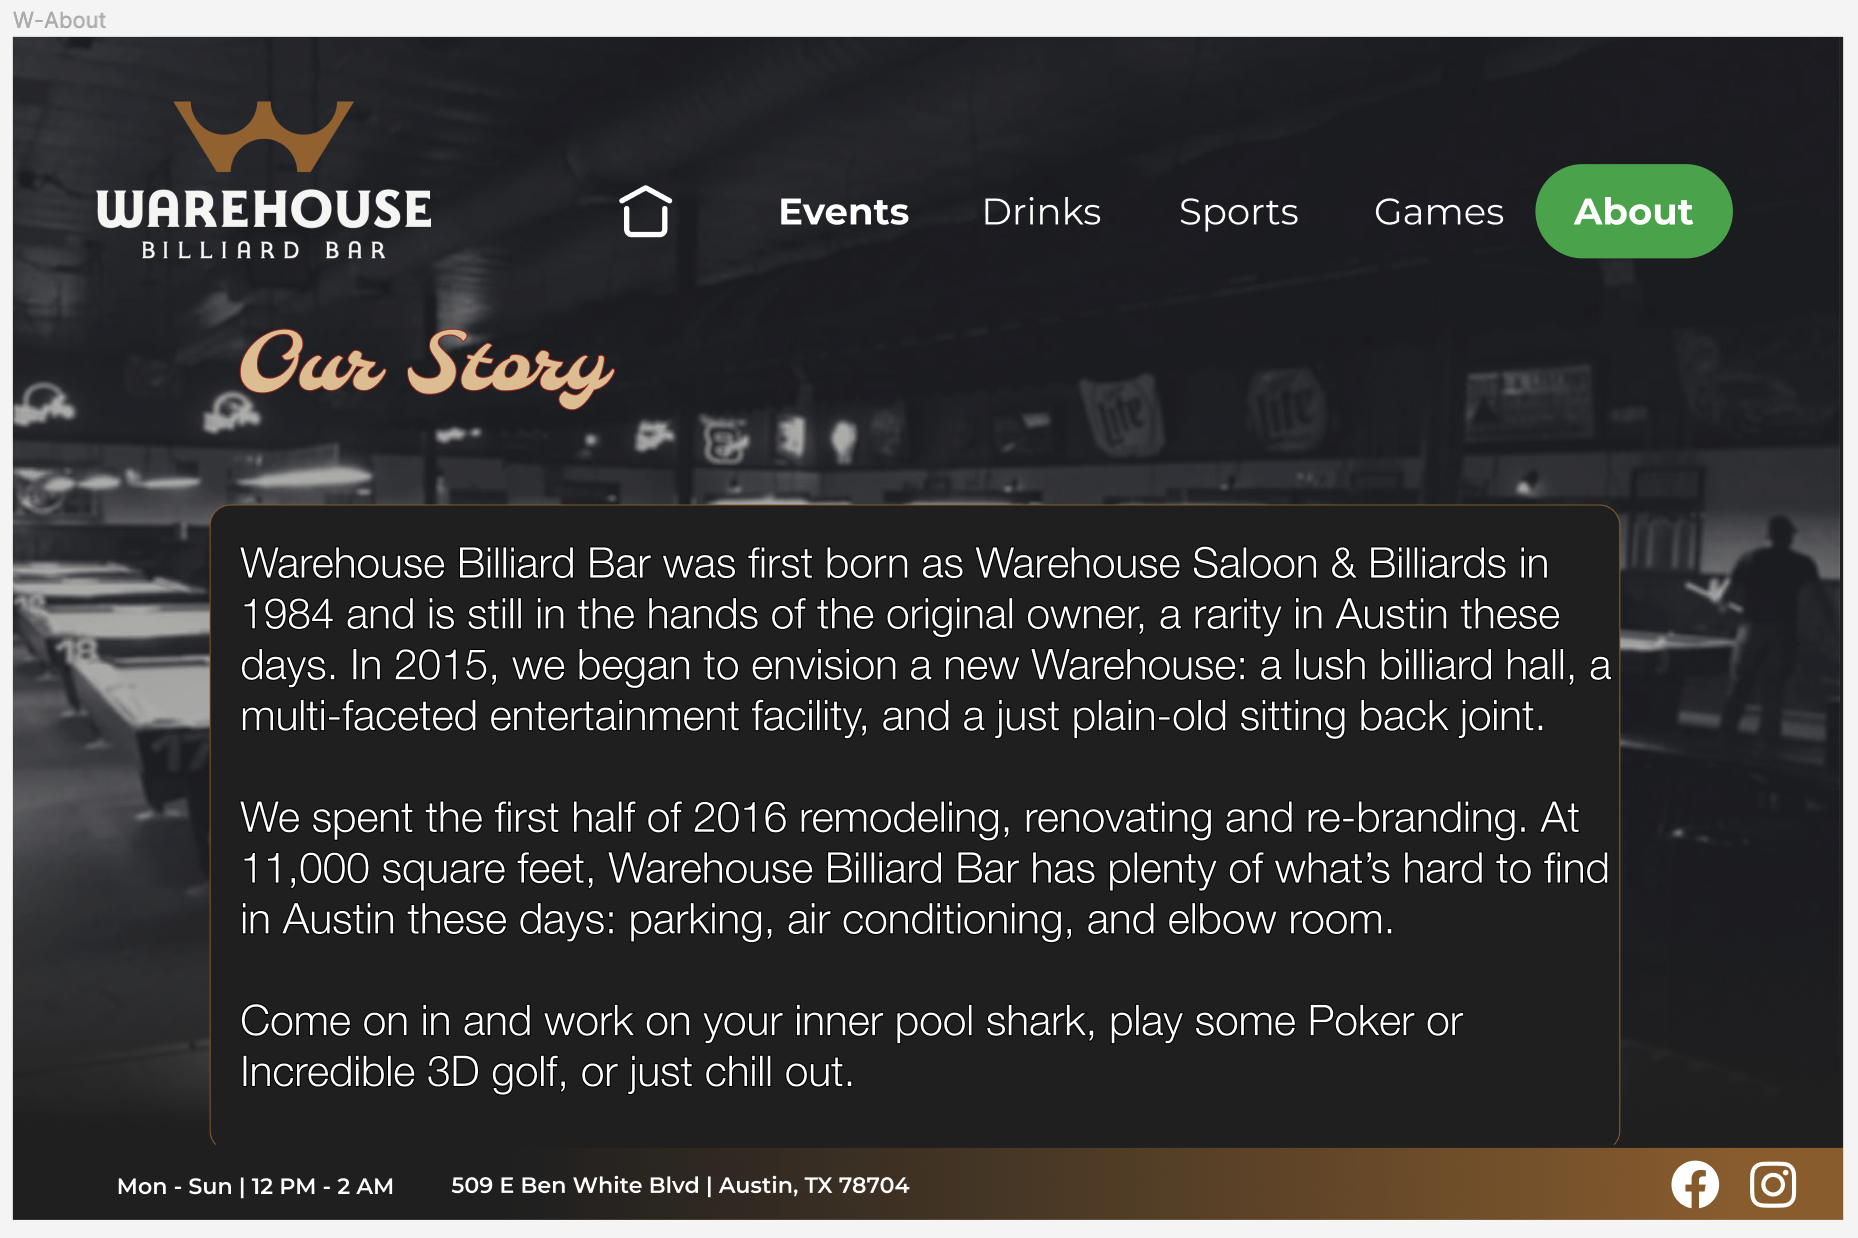 W-About
WAREHOUSE
BILLIARD BAR
Events Drinks Sports Games About
Our Story
Lite
Lite
Warehouse Billiard Bar was first born as Warehouse Saloon & Billiards in
1984 and is still in the hands of the original owner, a rarity in Austin these
days. In 2015, we began to envision a new Warehouse: a lush billiard hall, a
multi-faceted entertainment facility, and a just plain-old sitting back joint.
18
17
We spent the first half of 2016 remodeling, renovating and re-branding. At
11,000 square feet, Warehouse Billiard Bar has plenty of what’s hard to find
in Austin these days: parking, air conditioning, and elbow room.
Come on in and work on your inner pool shark, play some Poker or
Incredible 3D golf, or just chill out.
Mon - Sun | 12 PM - 2 AM 509 E Ben White Blvd | Austin, TX 78704